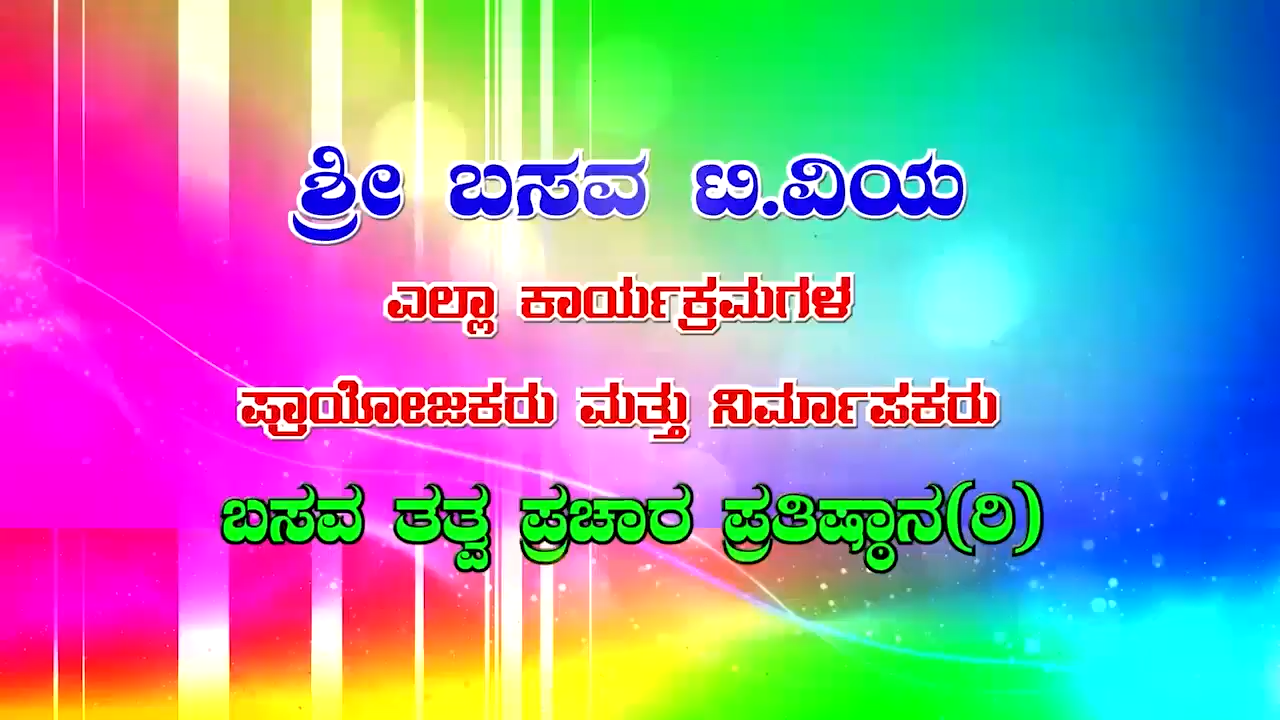 ಶ್ರೀ ಬಸವ ಟಿ.ವಿಯ
ಎಲ್ಲಾ ಕಾರ್ಯಕ್ರಮಗಳ
ಪ್ರಾಯೋಜಕರು ಮತ್ತು ನಿರ್ಮಾಪಕರು
ಬಸವ ತತ್ವ ಪ್ರಚಾರ ಪ್ರತಿಷ್ಠಾನ(ರಿ)